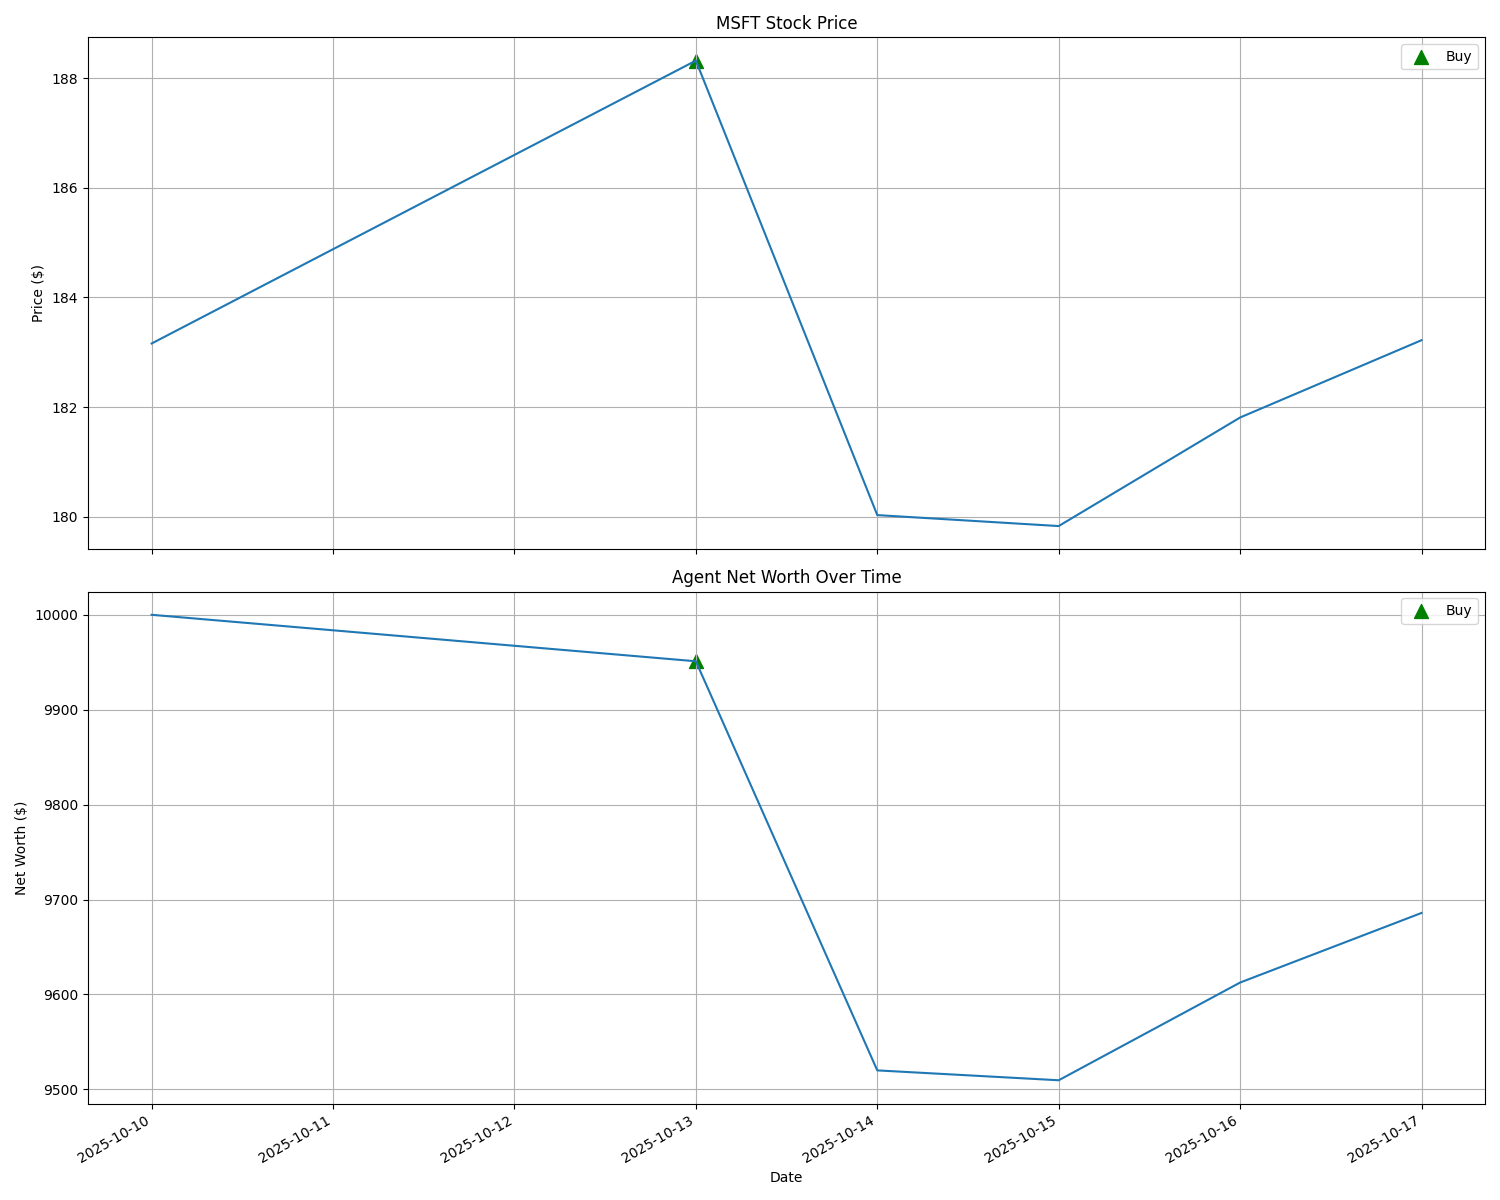 MSFT Stock Price
Buy
188
186
184
182
180
Price ($)
Agent Net Worth Over Time
Buy
10000
9900
9800
9700
9600
9500
Net Worth ($)
2025-10-10
2025-10-11
2025-10-12
2025-10-13
2025-10-14
2025-10-15
2025-10-16
2025-10-17
Date